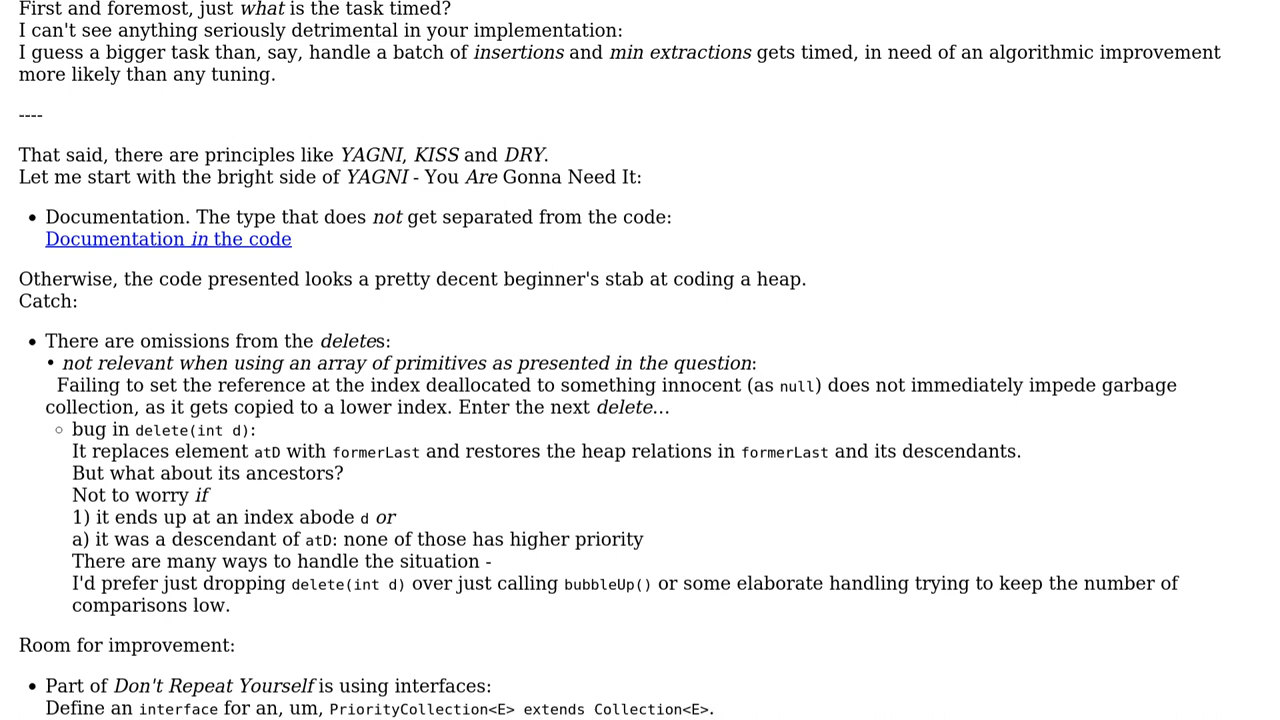 First and foremost, just what is the task timed?
I can't see anything seriously detrimental in your implementation:
I guess a bigger task than, say, handle a batch of insertions and min extractions gets timed, in need of an algorithmic improvement
more likely than any tuning.
----
That said, there are principles like YAGNI, KISS and DRY.
Let me start with the bright side of YAGNI - You Are Gonna Need It:
• Documentation. The type that does not get separated from the code:
Documentation in the code
Otherwise, the code presented looks a pretty decent beginner's stab at coding a heap.
Catch:
• There are omissions from the deletes:
• not relevant when using an array of primitives as presented in the question:
Failing to set the reference at the index deallocated to something innocent (as null) does not immediately impede garbage
collection, as it gets copied to a lower index. Enter the next delete…
◦ bug in delete(int d):
It replaces element atD with formerLast and restores the heap relations in formerLast and its descendants.
But what about its ancestors?
Not to worry if
1) it ends up at an index abode d or
a) it was a descendant of atD: none of those has higher priority
There are many ways to handle the situation -
I'd prefer just dropping delete(int d) over just calling bubbleUp() or some elaborate handling trying to keep the number of
comparisons low.
Room for improvement:
• Part of Don't Repeat Yourself is using interfaces:
Define an interface for an, um, PriorityCollection<E> extends Collection<E>.